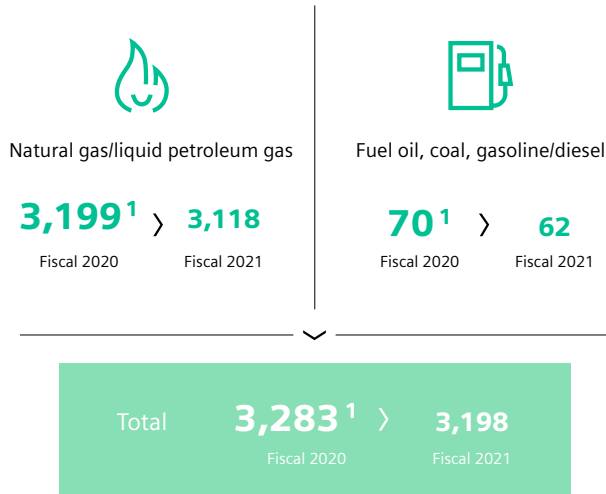 Natural gas/liquid petroleum gas
3,199¹ 〉 3,118
Fiscal 2020 Fiscal 2021
Fuel oil, coal, gasoline/diesel
70¹ 〉 62
Fiscal 2020 Fiscal 2021
Total 3,283¹ 〉 3,198
Fiscal 2020 Fiscal 2021